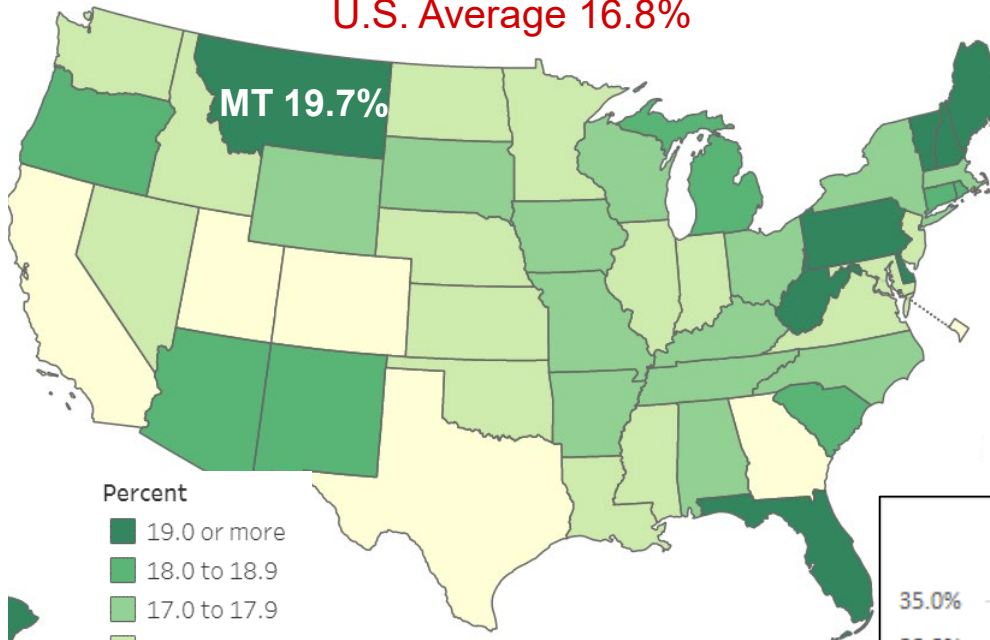 U.S. Average 16.8%
MT 19.7%
Percent
19.0 or more
18.0 to 18.9
17.0 to 17.9
35.0%